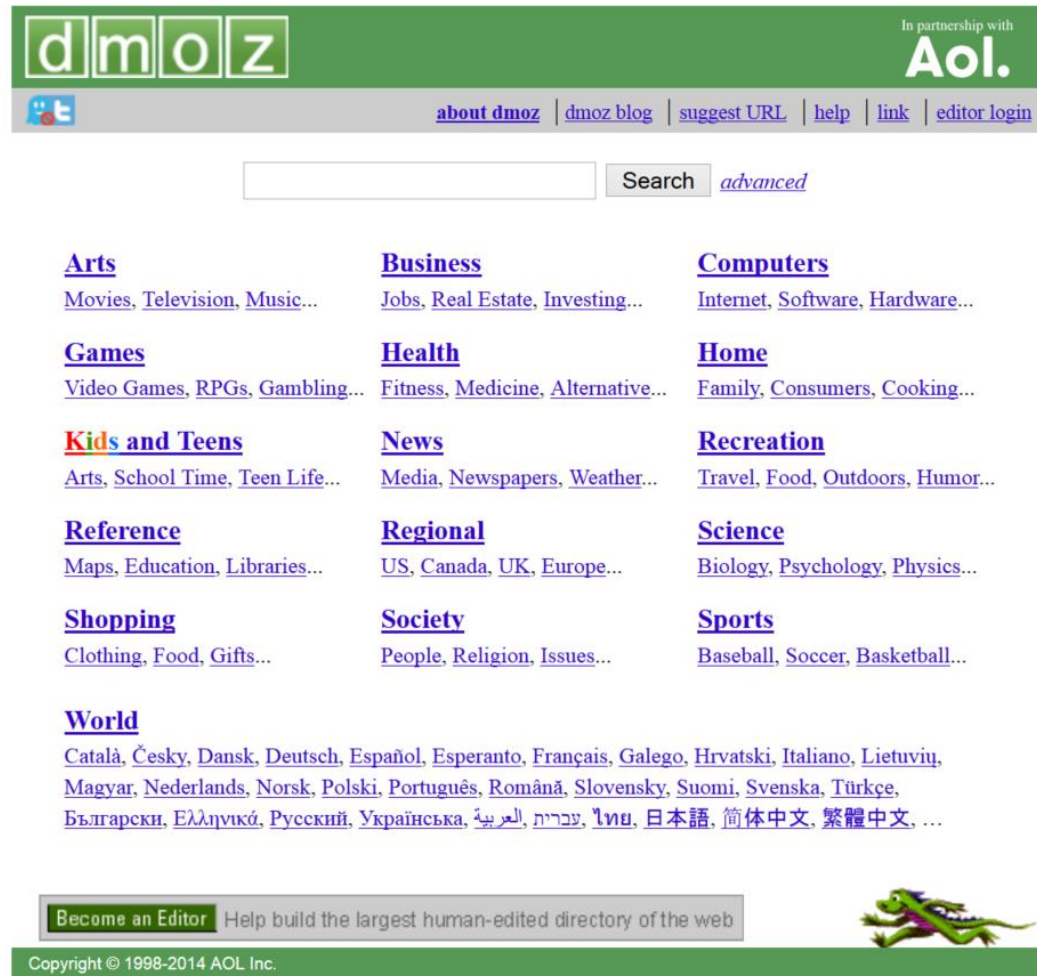 dmoz
In partnership with
Aol.
about dmoz | dmoz blog | suggest URL | help | link | editor login
Search advanced
Arts Business Computers
Movies, Television, Music... Jobs, Real Estate, Investing... Internet, Software, Hardware...
Games Health Home
Video Games, RPGs, Gambling... Fitness, Medicine, Alternative... Family, Consumers, Cooking...
Kids and Teens News Recreation
Arts, School Time, Teen Life... Media, Newspapers, Weather... Travel, Food, Outdoors, Humor...
Reference Regional Science
Maps, Education, Libraries... US, Canada, UK, Europe... Biology, Psychology, Physics...
Shopping Society Sports
Clothing, Food, Gifts... People, Religion, Issues... Baseball, Soccer, Basketball...
World
Català, Česky, Dansk, Deutsch, Español, Esperanto, Français, Galego, Hrvatski, Italiano, Lietuvių,
Magyar, Nederlands, Norsk, Polski, Português, Română, Slovensky, Suomi, Svenska, Türkçe,
Български, Ελληνικά, Русский, Українська, العربية, עברית, ไทย, 日本語, 简体中文, 繁體中文, ...
Become an Editor Help build the largest human-edited directory of the web
Copyright © 1998-2014 AOL Inc.